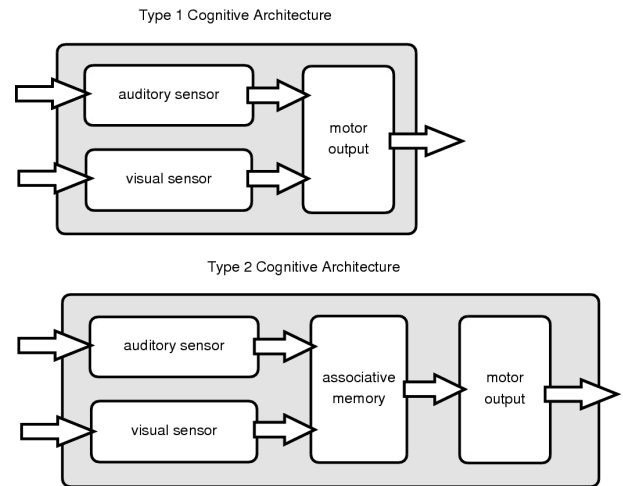 Type 1 Cognitive Architecture
auditory sensor
visual sensor
motor
output
Type 2 Cognitive Architecture
auditory sensor
visual sensor
associative
memory
motor
output